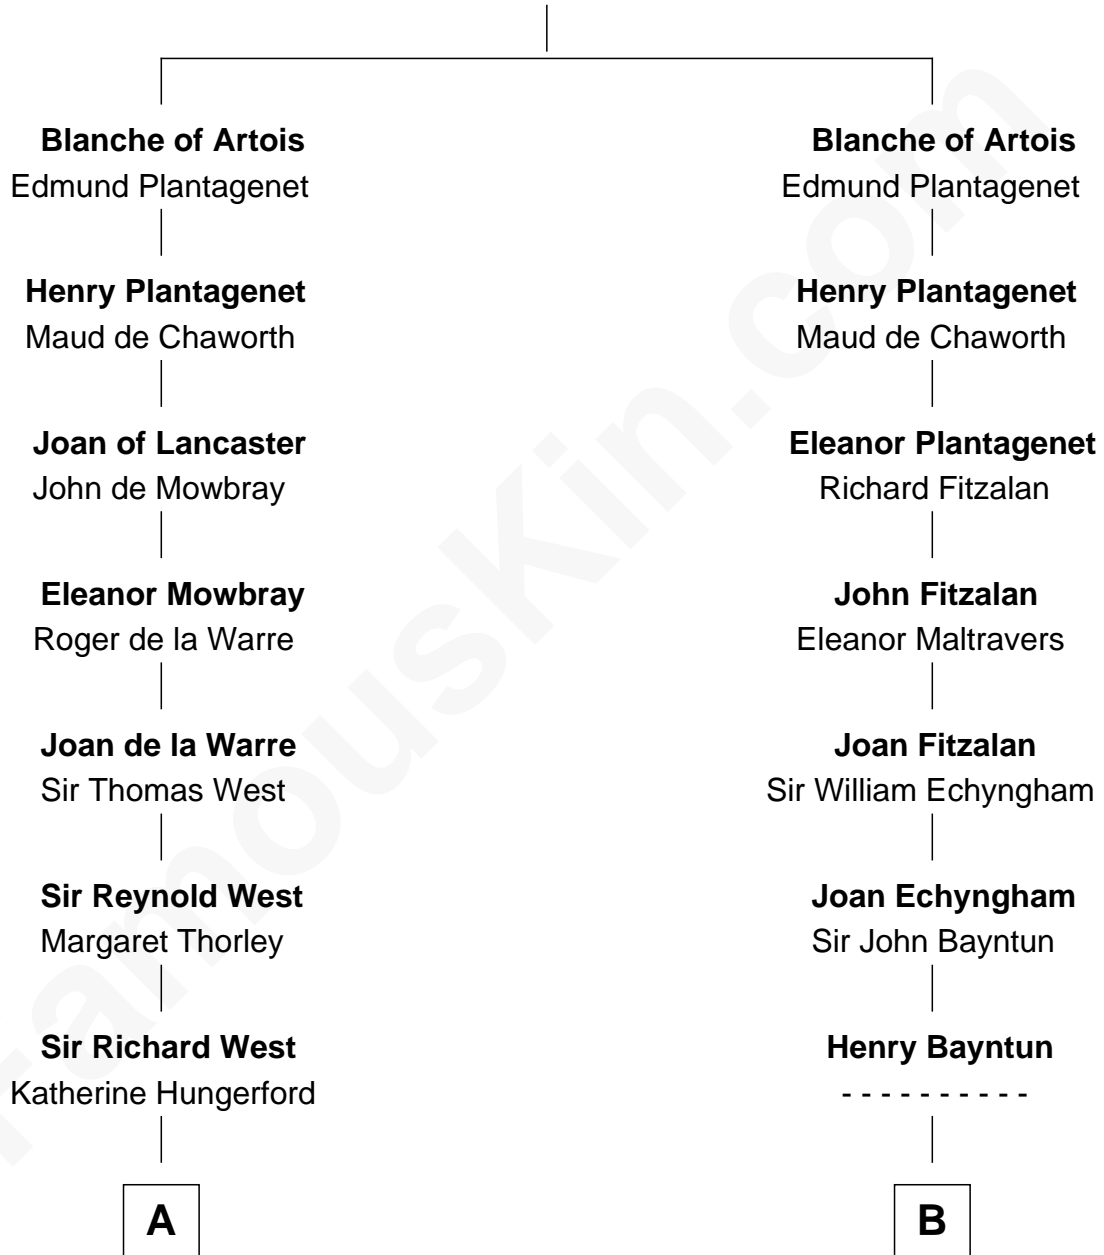 Blanche of Artois
Edmund Plantagenet
Henry Plantagenet
Maud de Chaworth
Joan of Lancaster
John de Mowbray
Eleanor Mowbray
Roger de la Warre
Joan de la Warre
Sir Thomas West
Sir Reynold West
Margaret Thorley
Sir Richard West
Katherine Hungerford
A
Blanche of Artois
Edmund Plantagenet
Henry Plantagenet
Maud de Chaworth
Eleanor Plantagenet
Richard Fitzalan
John Fitzalan
Eleanor Maltravers
Joan Fitzalan
Sir William Echyngham
Joan Echyngham
Sir John Bayntun
Henry Bayntun
- - - - - - - - - -
B
FamousKin.com